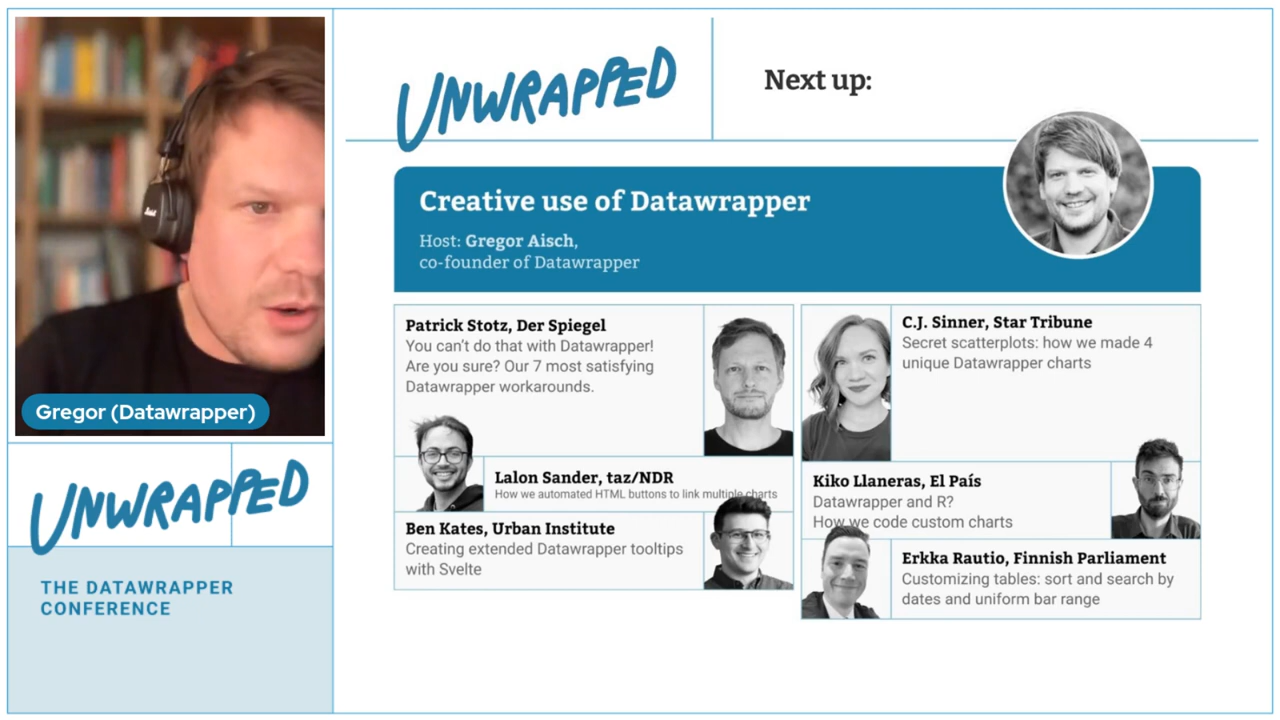 UNWRAPPED
Next up:
Creative use of Datawrapper
Host: Gregor Aisch,
co-founder of Datawrapper
Patrick Stotz, Der Spiegel
You can't do that with Datawrapper!
Are you sure? Our 7 most satisfying
Datawrapper workarounds.
Lalon Sander, taz/NDR
How we automated HTML buttons to link multiple charts
Ben Kates, Urban Institute
Creating extended Datawrapper tooltips
with Svelte
C.J. Sinner, Star Tribune
Secret scatterplots: how we made 4
unique Datawrapper charts
Kiko Llaneras, El País
Datawrapper and R?
How we code custom charts
Erkka Rautio, Finnish Parliament
Customizing tables: sort and search by
dates and uniform bar range
Marshall
Gregor (Datawrapper)
UNWRAPPED
THE DATAWRAPPER
CONFERENCE